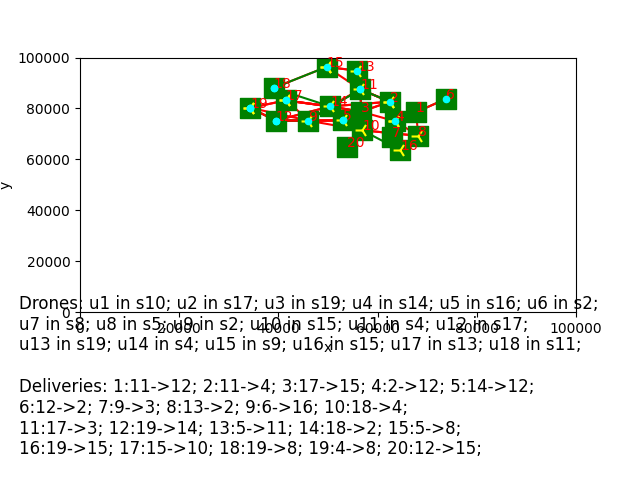 100000
80000
60000
40000
20000
0
y
0 20000 40000 60000 80000 100000
x
Drones: u1 in s10; u2 in s17; u3 in s19; u4 in s14; u5 in s16; u6 in s2;
u7 in s8; u8 in s5; u9 in s2; u10 in s15; u11 in s4; u12 in s17;
u13 in s19; u14 in s4; u15 in s9; u16 in s15; u17 in s13; u18 in s11;
Deliveries: 1:11->12; 2:11->4; 3:17->15; 4:2->12; 5:14->12;
6:12->2; 7:9->3; 8:13->2; 9:6->16; 10:18->4;
11:17->3; 12:19->14; 13:5->11; 14:18->2; 15:5->8;
16:19->15; 17:15->10; 18:19->8; 19:4->8; 20:12->15;